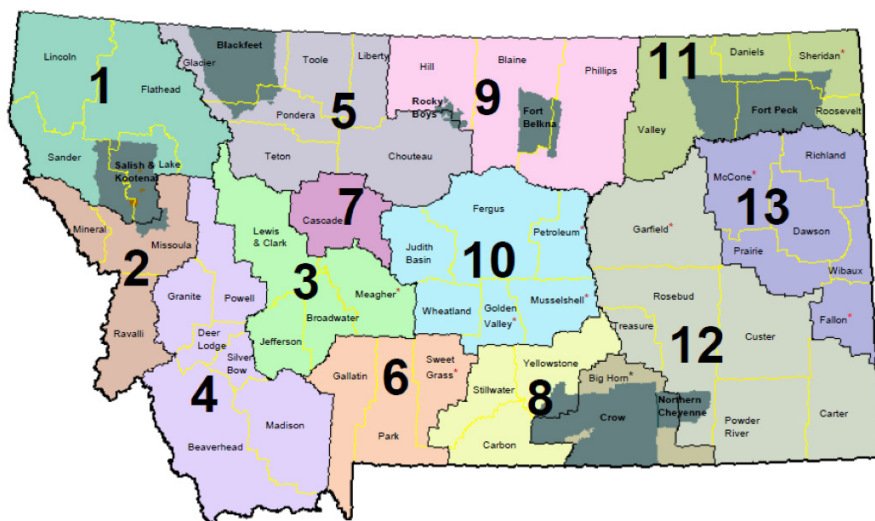 Lincoln
1
Flathead
Sander
Salish &
Kootenai
Lake
Glacier
Blackfeet
Toole
Liberty
5
Pondera
Teton
Chouteau
Hill
Blaine
Phillips
9
Rocky
Boys
Fort
Belkna
11
Daniels
Sheridan*
Fort Peck
Valley
Roosevelt
Mineral
Missoula
2
Ravalli
Lewis
& Clark
Cascade
7
3
Meagher*
Broadwater
Jefferson
Granite
Powell
Deer
Lodge
Silver
Bow
4
Madison
Beaverhead
Fergus
Judith
Basin
Petroleum*
10
Wheatland
Golden
Valley*
Musselshell*
Gallatin
6
Sweet
Grass*
Park
Yellowstone
Stillwater
8
Carbon
Big Horn*
Crow
Northern
Cheyenne
McCone*
Richland
13
Dawson
Prairie
Wibaux
Fallon*
Garfield*
Rosebud
Treasure
12
Custer
Powder
River
Carter